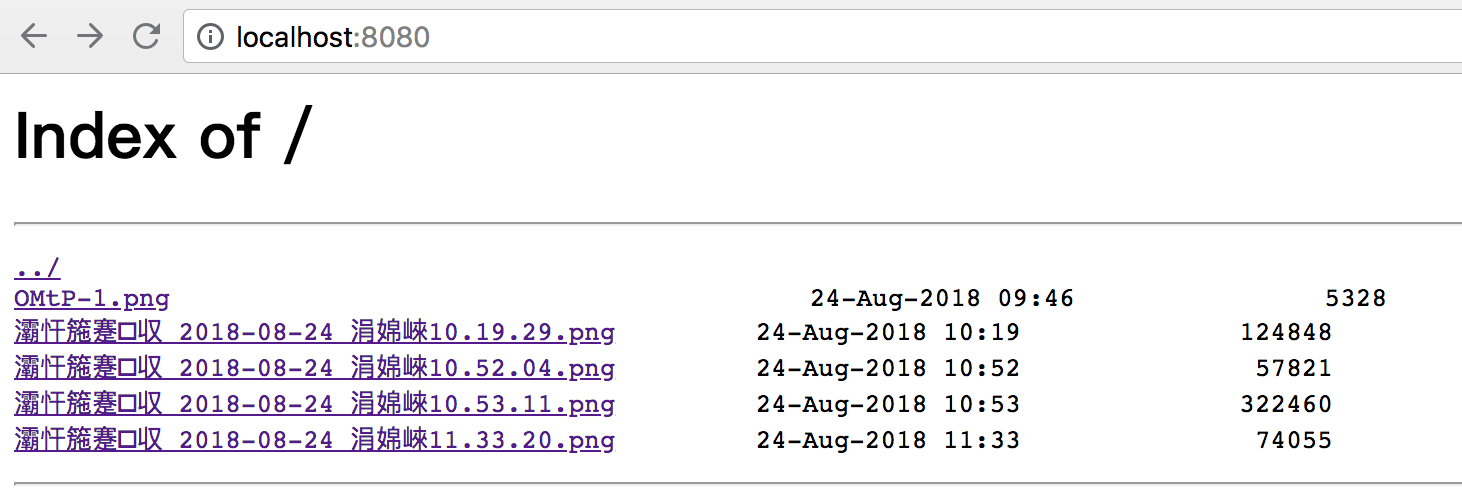 localhost:8080
Index of /
../
OMtP-1.png 24-Aug-2018 09:46 5328
灞忓箷蹇□収 2018-08-24 涓婂崍10.19.29.png 24-Aug-2018 10:19 124848
灞忓箷蹇□収 2018-08-24 涓婂崍10.52.04.png 24-Aug-2018 10:52 57821
灞忓箷蹇□収 2018-08-24 涓婂崍10.53.11.png 24-Aug-2018 10:53 322460
灞忓箷蹇□収 2018-08-24 涓婂崍11.33.20.png 24-Aug-2018 11:33 74055